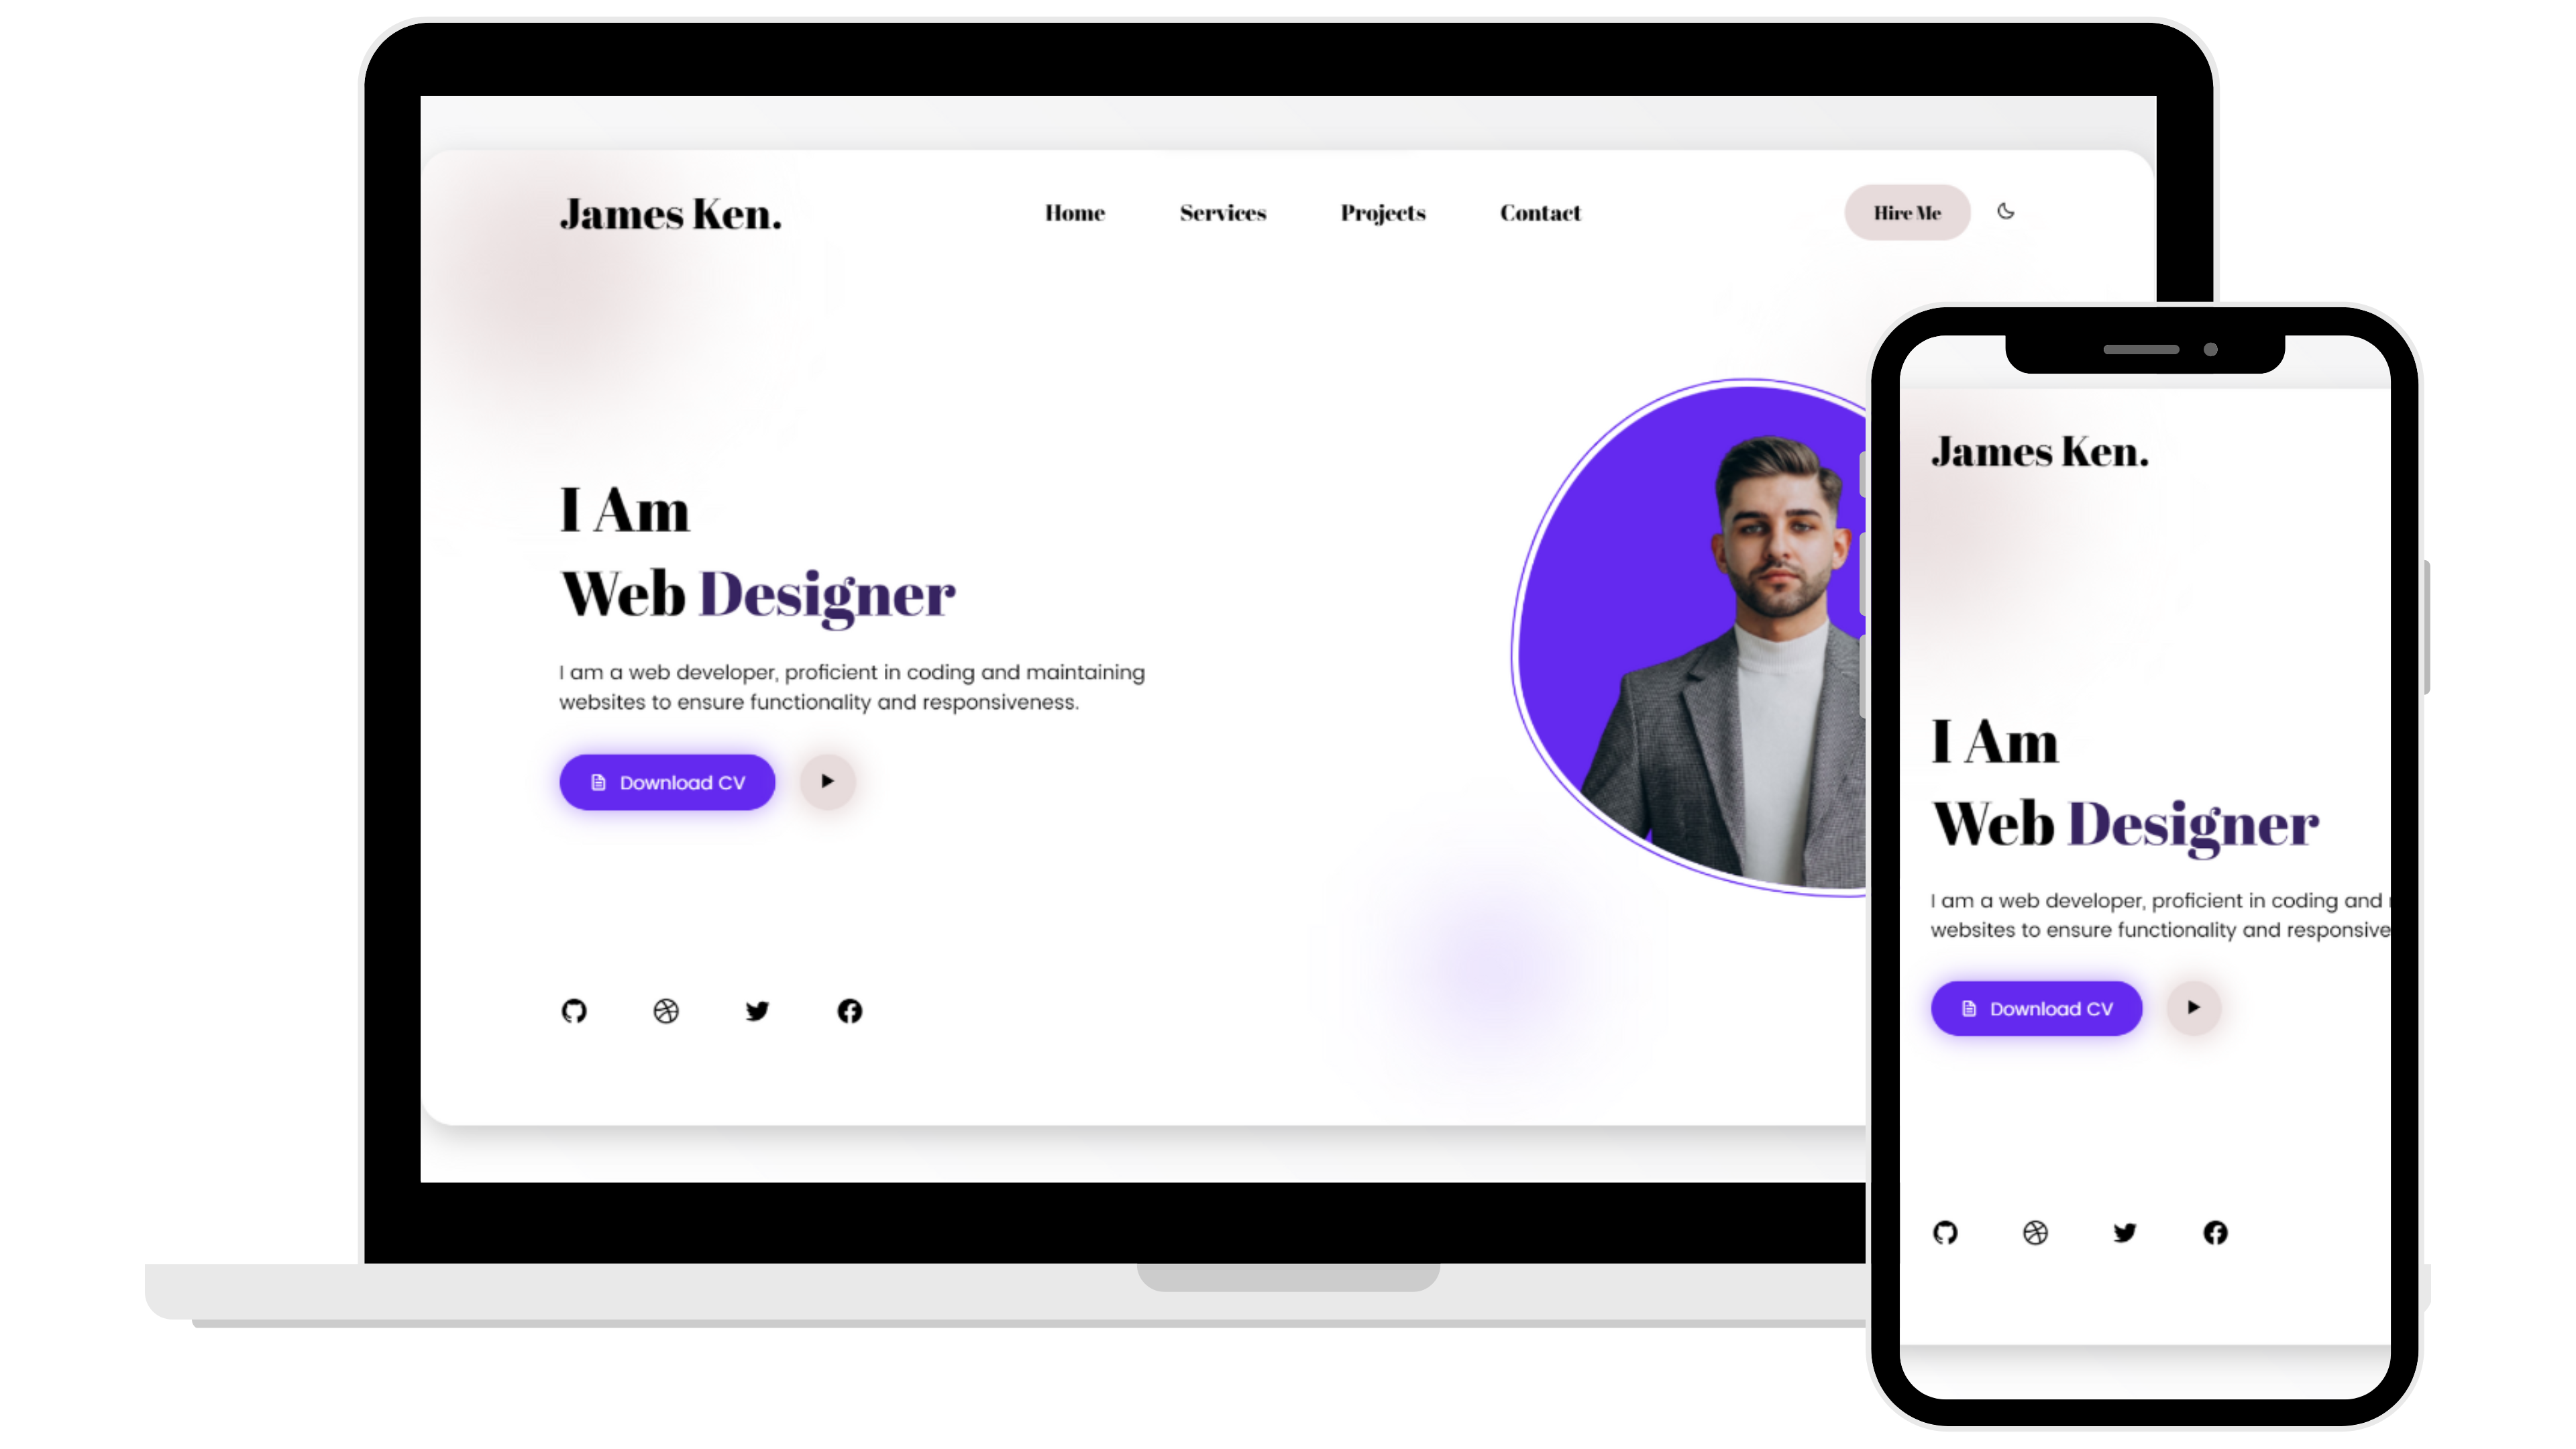 James Ken.
Home Services Projects Contact
Hire Me
I Am
Web Designer
I am a web developer, proficient in coding and maintaining
websites to ensure functionality and responsiveness.
Download CV
James Ken.
I Am
Web Designer
I am a web developer, proficient in coding and
websites to ensure functionality and responsive
Download CV